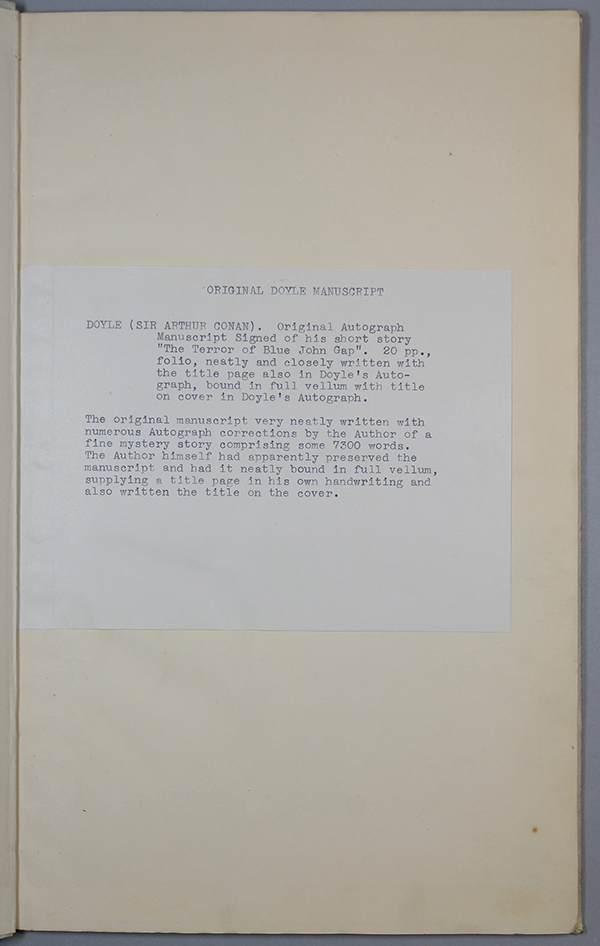 ORIGINAL DOYLE MANUSCRIPT
DOYLE (SIR ARTHUR CONAN). Original Autograph
Manuscript Signed of his short story
"The Terror of Blue John Gap". 20 pp.,
folio, neatly and closely written with
the title page also in Doyle's Auto-
graph, bound in full vellum with title
on cover in Doyle's Autograph.
The original manuscript very neatly written with
numerous Autograph corrections by the Author of a
fine mystery story comprising some 7300 words.
The Author himself had apparently preserved the
manuscript and had it neatly bound in full vellum,
supplying a title page in his own handwriting and
also written the title on the cover.